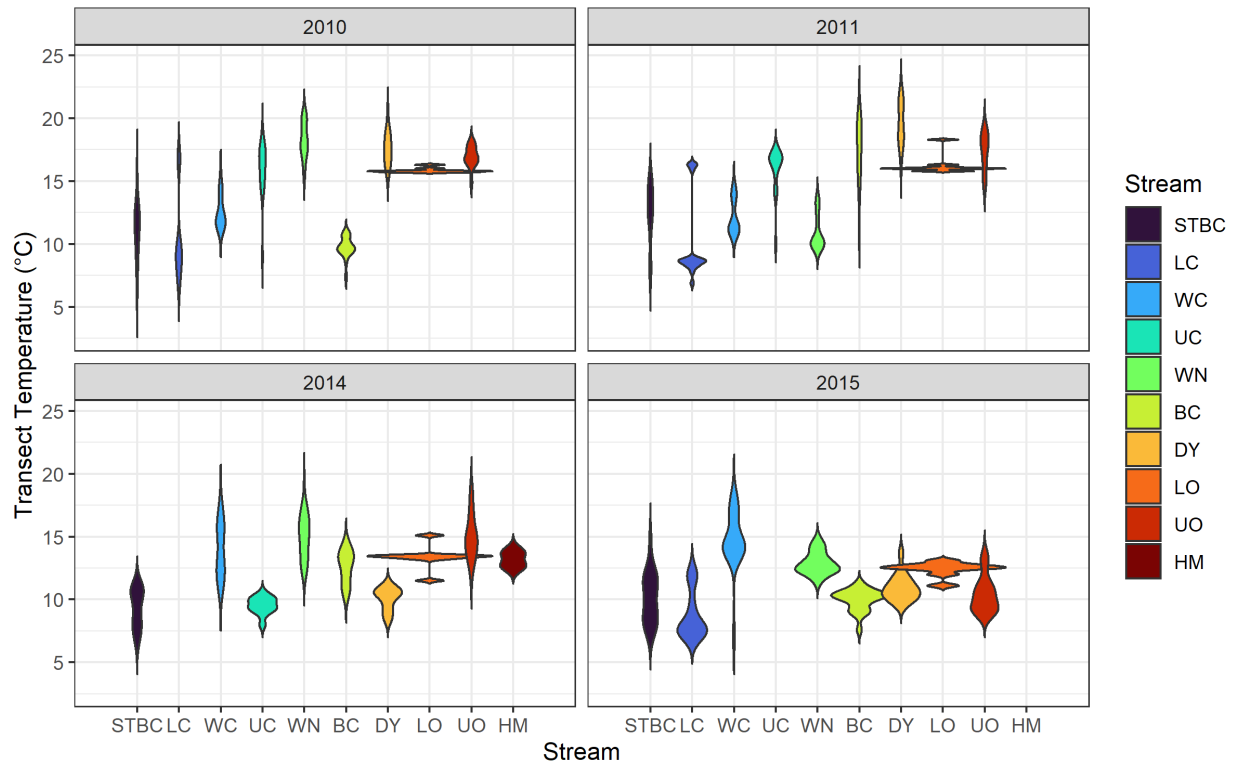 2010
2011
25
20
15
10
5
2014
2015
25
20
15
10
5
STBC LC WC UC WN BC DY LO UO HM
STBC LC WC UC WN BC DY LO UO HM
Stream
Transect Temperature (°C)
Stream
STBC
LC
WC
UC
WN
BC
DY
LO
UO
HM